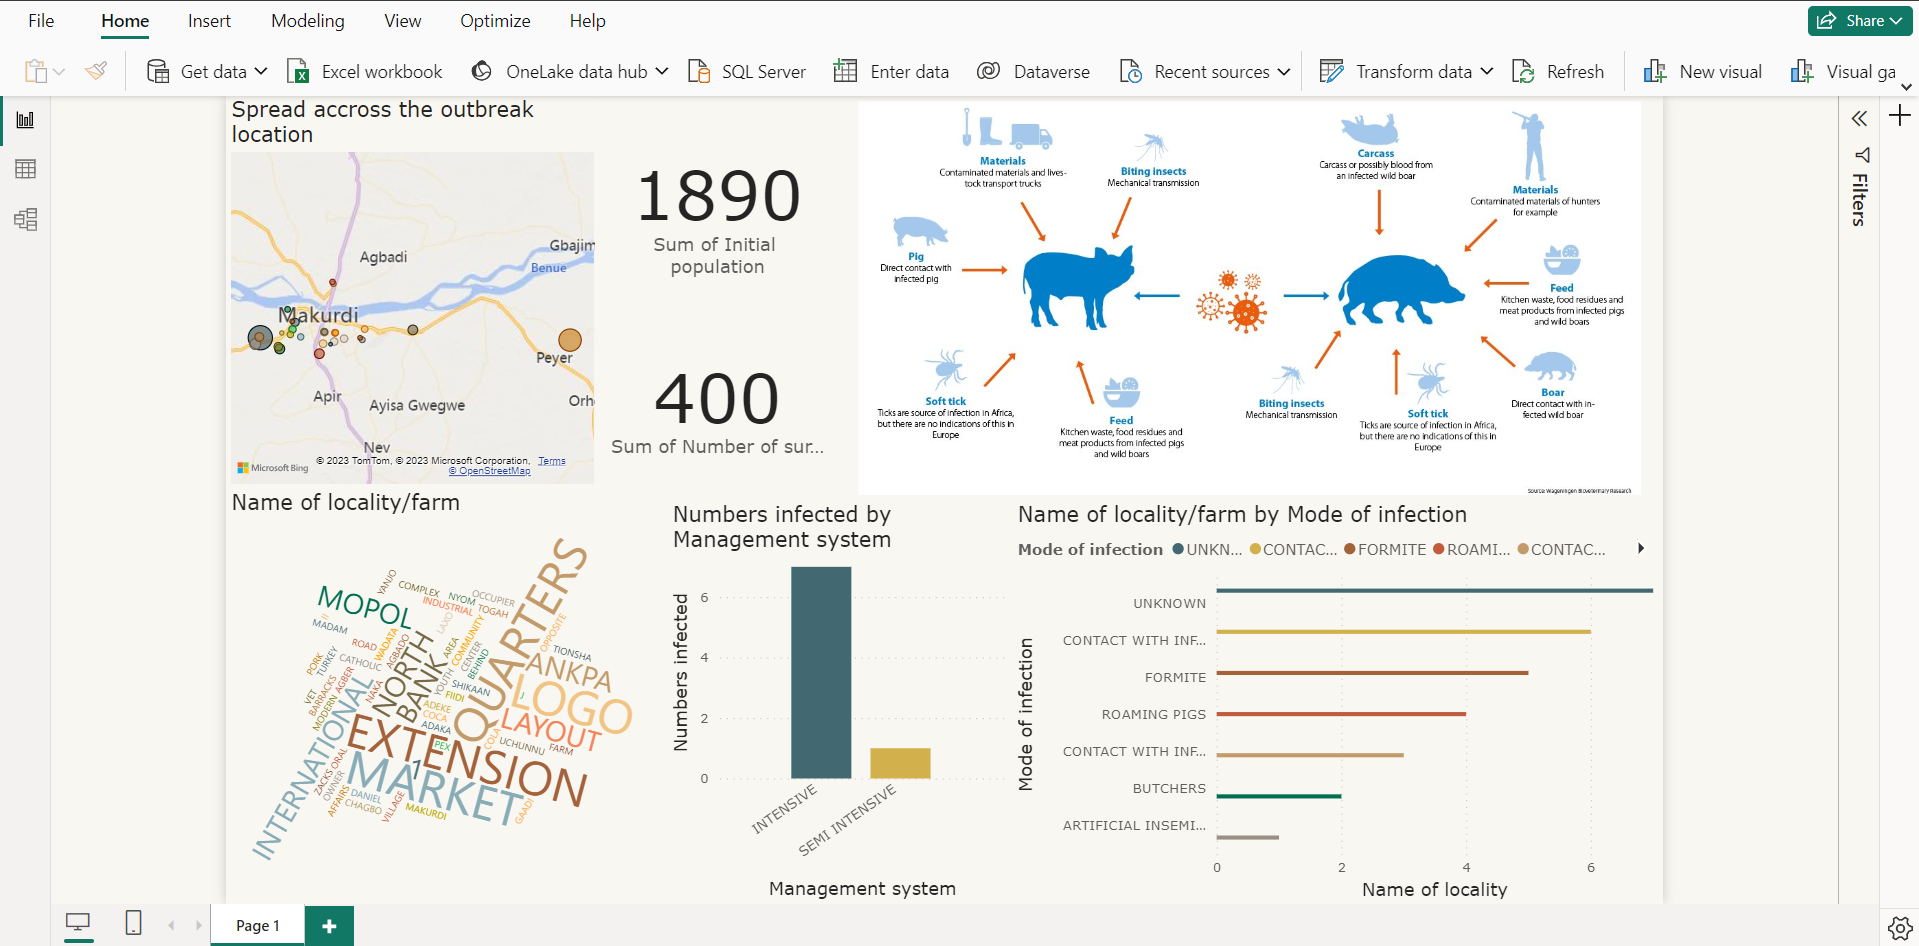 File Home Insert Modeling View Optimize Help
Share
Get data Excel workbook OneLake data hub SQL Server Enter data Dataverse Recent sources Transform data Refresh New visual Visual ga
Spread accross the outbreak
location
Agbadi
Gbajim
Benue
Makurdi
Peyer
Apir
Ayisa Gwegwe
Orh
Nev
© 2023 TomTom, © 2023 Microsoft Corporation, Terms
Microsoft Bing
© OpenStreetMap
1890
Sum of Initial
population
400
Sum of Number of sur...
Materials
Contaminated materials and lives-
tock transport trucks
Biting insects
Mechanical transmission
Pig
Direct contact with
infected pig
Soft tick
Ticks are source of infection in Africa,
but there are no indications of this in
Europe
Feed
Kitchen waste, food residues and
meat products from infected pigs
and wild boars
Carcass
Carcass or possibly blood from
an infected wild boar
Materials
Contaminated materials of hunters
for example
Feed
Kitchen waste, food residues and
meat products from infected pigs
and wild boars
Boar
Direct contact with in-
fected wild boar
Biting insects
Mechanical transmission
Soft tick
Ticks are source of infection in Africa,
but there are no indications of this in
Europe
Source: Wageningen Bioveterinary Research
Filters
Name of locality/farm
YANJO
COMPLEX
NYOM
OCCUPIER
INDUSTRIAL
TOGAH
MOPOL
II
MADAM
ROAD
WADATA
AGBADO
LAXO
COMMUNITY
AREA
QUARTERS
OPPOSITE
TIONSHA
PORK
TURKEY
CATHOLIC
NORTH
BANK
YOUTH
CENTER
BEHIND
ANKPA
VET
BARRACKS
MODERN
AGBER
NAKA
SHIKAAN
FIIDI
J
LOGO
INTERNATIONAL
ADEKE
COCA
ADAKA
LAYOUT
EXTENSION
PEX
COLA
UCHUNNU
FARM
ZACKS
ORAL
OWNER
AFFAIRS
1
MARKET
DANIEL
CHAGBO
VILLAGE
MAKURDI
GAADI
Numbers infected by
Management system
Numbers infected
6
4
2
0
INTENSIVE
SEMI INTENSIVE
Management system
Name of locality/farm by Mode of infection
Mode of infection UNKN... CONTAC... FORMITE ROAMI... CONTAC...
Mode of infection
UNKNOWN
CONTACT WITH INF...
FORMITE
ROAMING PIGS
CONTACT WITH INF...
BUTCHERS
ARTIFICIAL INSEMI...
0 2 4 6
Name of locality
Page 1